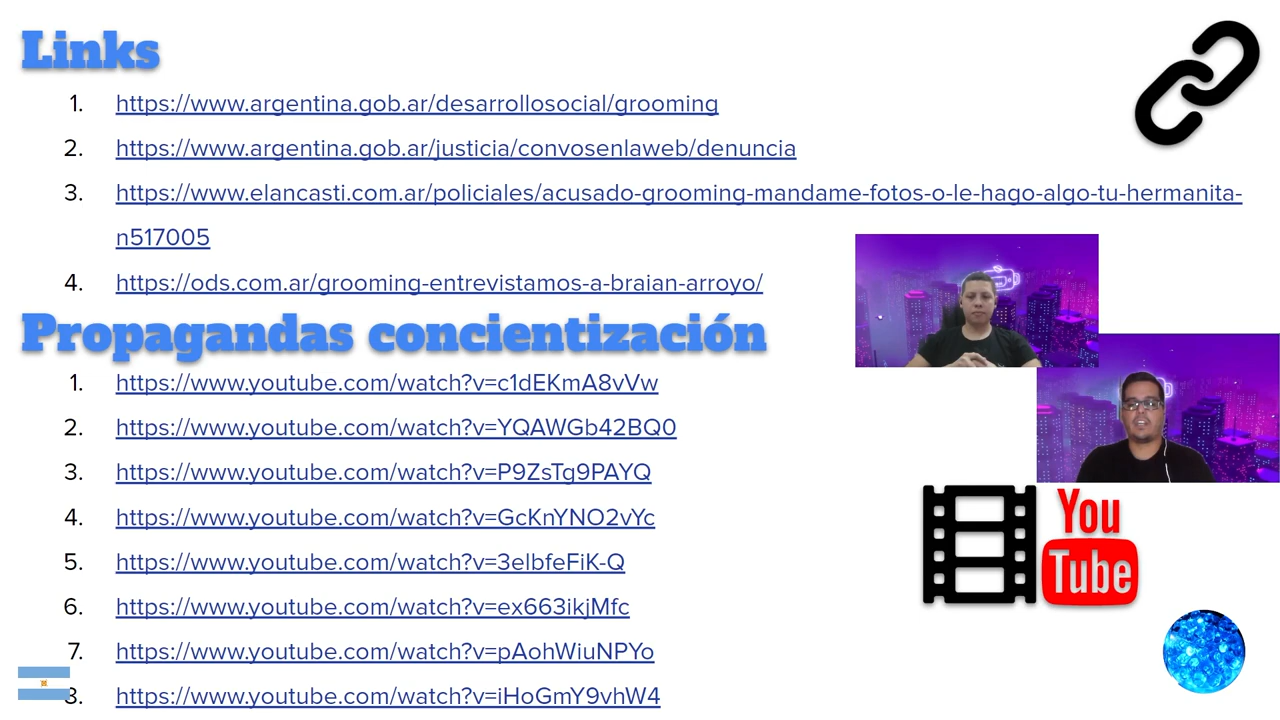 Links
1. https://www.argentina.gob.ar/desarrollosocial/grooming
2. https://www.argentina.gob.ar/justicia/convosenlaweb/denuncia
3. https://www.elancasti.com.ar/policiales/acusado-grooming-mandame-fotos-o-le-hago-algo-tu-hermanita-
n517005
4. https://ods.com.ar/grooming-entrevistamos-a-braian-arroyo/
Propagandas concientización
1. https://www.youtube.com/watch?v=c1dEKmA8vVw
2. https://www.youtube.com/watch?v=YQAWGb42BQ0
3. https://www.youtube.com/watch?v=P9ZsTg9PAYQ
4. https://www.youtube.com/watch?v=GcKnYNO2vYc
5. https://www.youtube.com/watch?v=3elbfeFiK-Q
6. https://www.youtube.com/watch?v=ex663ikjMfc
7. https://www.youtube.com/watch?v=pAohWiuNPYo
8. https://www.youtube.com/watch?v=iHoGmY9vhW4
You
Tube